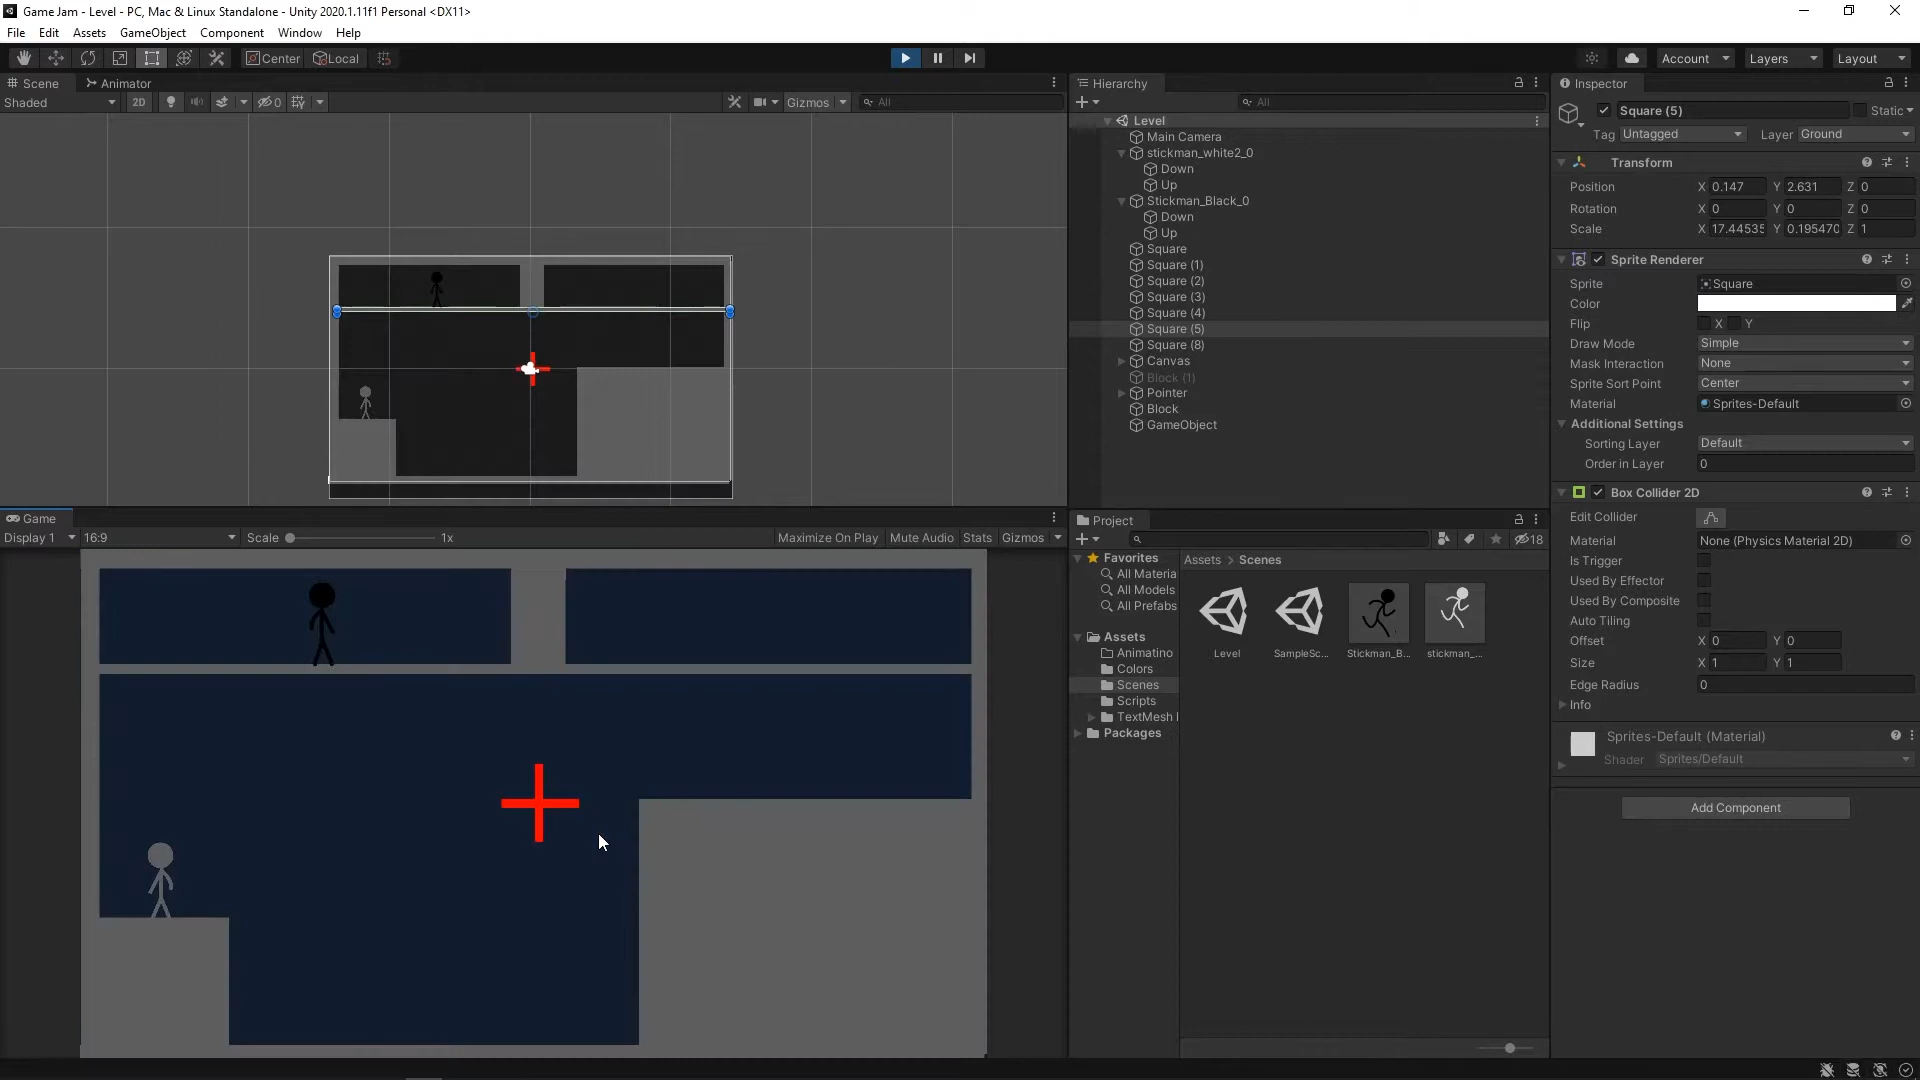 Game Jam - Level - PC, Mac & Linux Standalone - Unity 2020.1.11f1 Personal <DX11>
File Edit Assets GameObject Component Window Help
Center Local Account Layers Layout
Scene Animator
Shaded 2D 0 Gizmos All
Hierarchy
All
Level
Main Camera
stickman_white2_0
Down
Up
Stickman_Black_0
Down
Up
Square
Square (1)
Square (2)
Square (3)
Square (4)
Square (5)
Square (8)
Canvas
Block (1)
Pointer
Block
GameObject
Game
Display 1 16:9 Scale 1x Maximize On Play Mute Audio Stats Gizmos
Project
18
Favorites
All Materia
All Models
All Prefabs
Assets
Animatino
Colors
Scenes
Scripts
TextMesh
Packages
Assets > Scenes
Level SampleSc... Stickman_B... stickman_...
Inspector
Square (5) Static
Tag Untagged Layer Ground
Transform
Position X 0.147 Y 2.631 Z 0
Rotation X 0 Y 0 Z 0
Scale X 17.44535 Y 0.195470 Z 1
Sprite Renderer
Sprite Square
Color
Flip X Y
Draw Mode Simple
Mask Interaction None
Sprite Sort Point Center
Material Sprites-Default
Additional Settings
Sorting Layer Default
Order in Layer 0
Box Collider 2D
Edit Collider
Material None (Physics Material 2D)
Is Trigger
Used By Effector
Used By Composite
Auto Tiling
Offset X 0 Y 0
Size X 1 Y 1
Edge Radius 0
Info
Sprites-Default (Material)
Shader Sprites/Default
Add Component